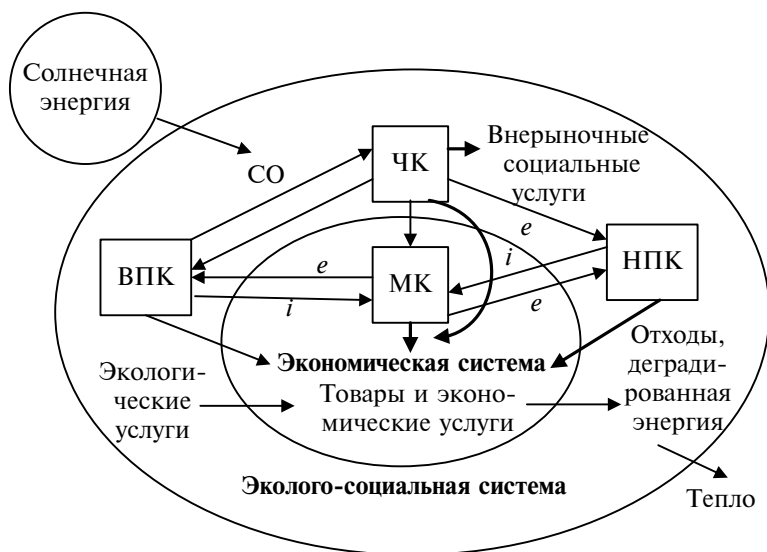 Солнечная
энергия
СО
ЧК
Внерыночные
социальные
услуги
e
ВПК
e
МК
i
НПК
i
e
Экономическая система
Отходы,
дегради-
рованная
энергия
Экологи-
ческие
услуги
Товары и эконо-
мические услуги
Эколого-социальная система
Тепло